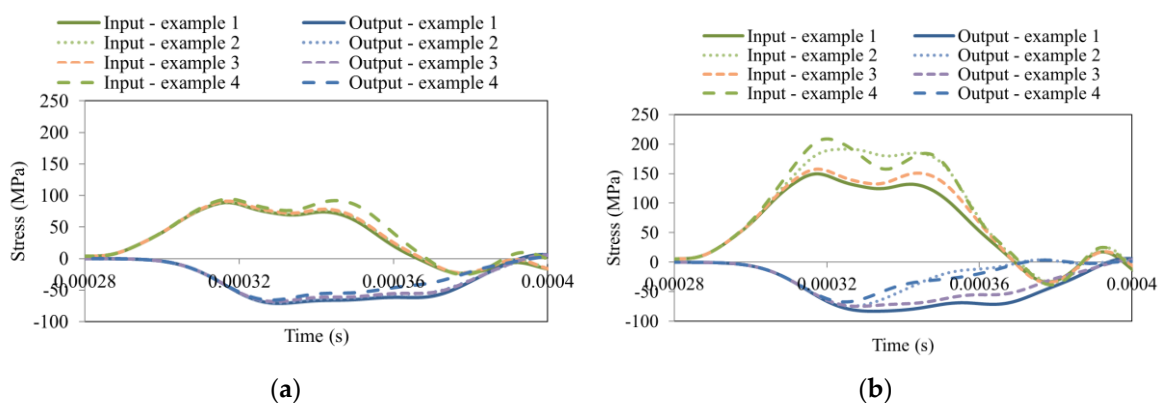 Input - example 1 Output - example 1
Input - example 2 Output - example 2
Input - example 3 Output - example 3
Input - example 4 Output - example 4
250
200
150
100
50
0
-50
-100
Stress (MPa)
0.00028 0.00032 0.00036 0.0004
Time (s)
(a)
Input - example 1 Output - example 1
Input - example 2 Output - example 2
Input - example 3 Output - example 3
Input - example 4 Output - example 4
250
200
150
100
50
0
-50
-100
Stress (MPa)
0.00028 0.00032 0.00036 0.0004
Time (s)
(b)